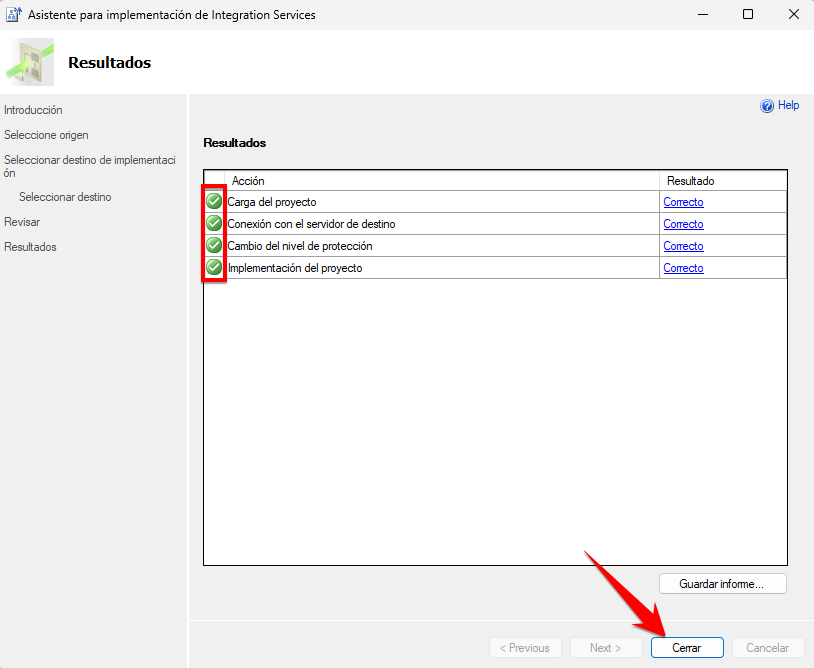 Asistente para implementación de Integration Services
Resultados
Introducción
Seleccione origen
Seleccionar destino de implementaci
ón
Seleccionar destino
Revisar
Resultados
Help
Resultados
Acción Resultado
Carga del proyecto Correcto
Conexión con el servidor de destino Correcto
Cambio del nivel de protección Correcto
Implementación del proyecto Correcto
Guardar informe...
< Previous Next > Cerrar Cancelar